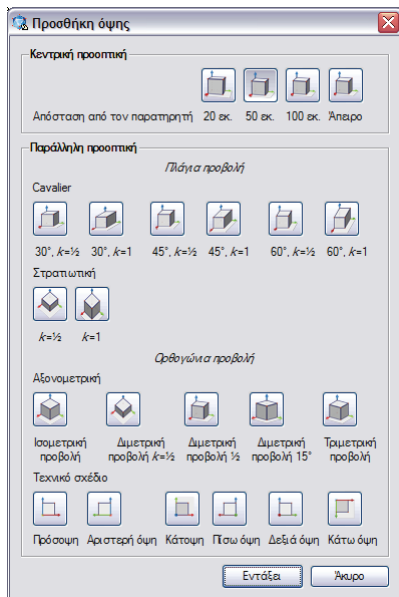 Προσθήκη όψης
Κεντρική προοπτική
Απόσταση από τον παρατηρητή 20 εκ. 50 εκ. 100 εκ. Άπειρο
Παράλληλη προοπτική
Πλάγια προβολή
Cavalier
30°, k=½ 30°, k=1 45°, k=½ 45°, k=1 60°, k=½ 60°, k=1
Στρατιωτική
k=½ k=1
Ορθογώνια προβολή
Αξονομετρική
Ισομετρική Διμετρική Διμετρική Διμετρική Τριμετρική
προβολή προβολή k=½ προβολή ½ προβολή 15° προβολή
Τεχνικό σχέδιο
Πρόσοψη Αριστερή όψη Κάτοψη Πίσω όψη Δεξιά όψη Κάτω όψη
Εντάξει Άκυρο